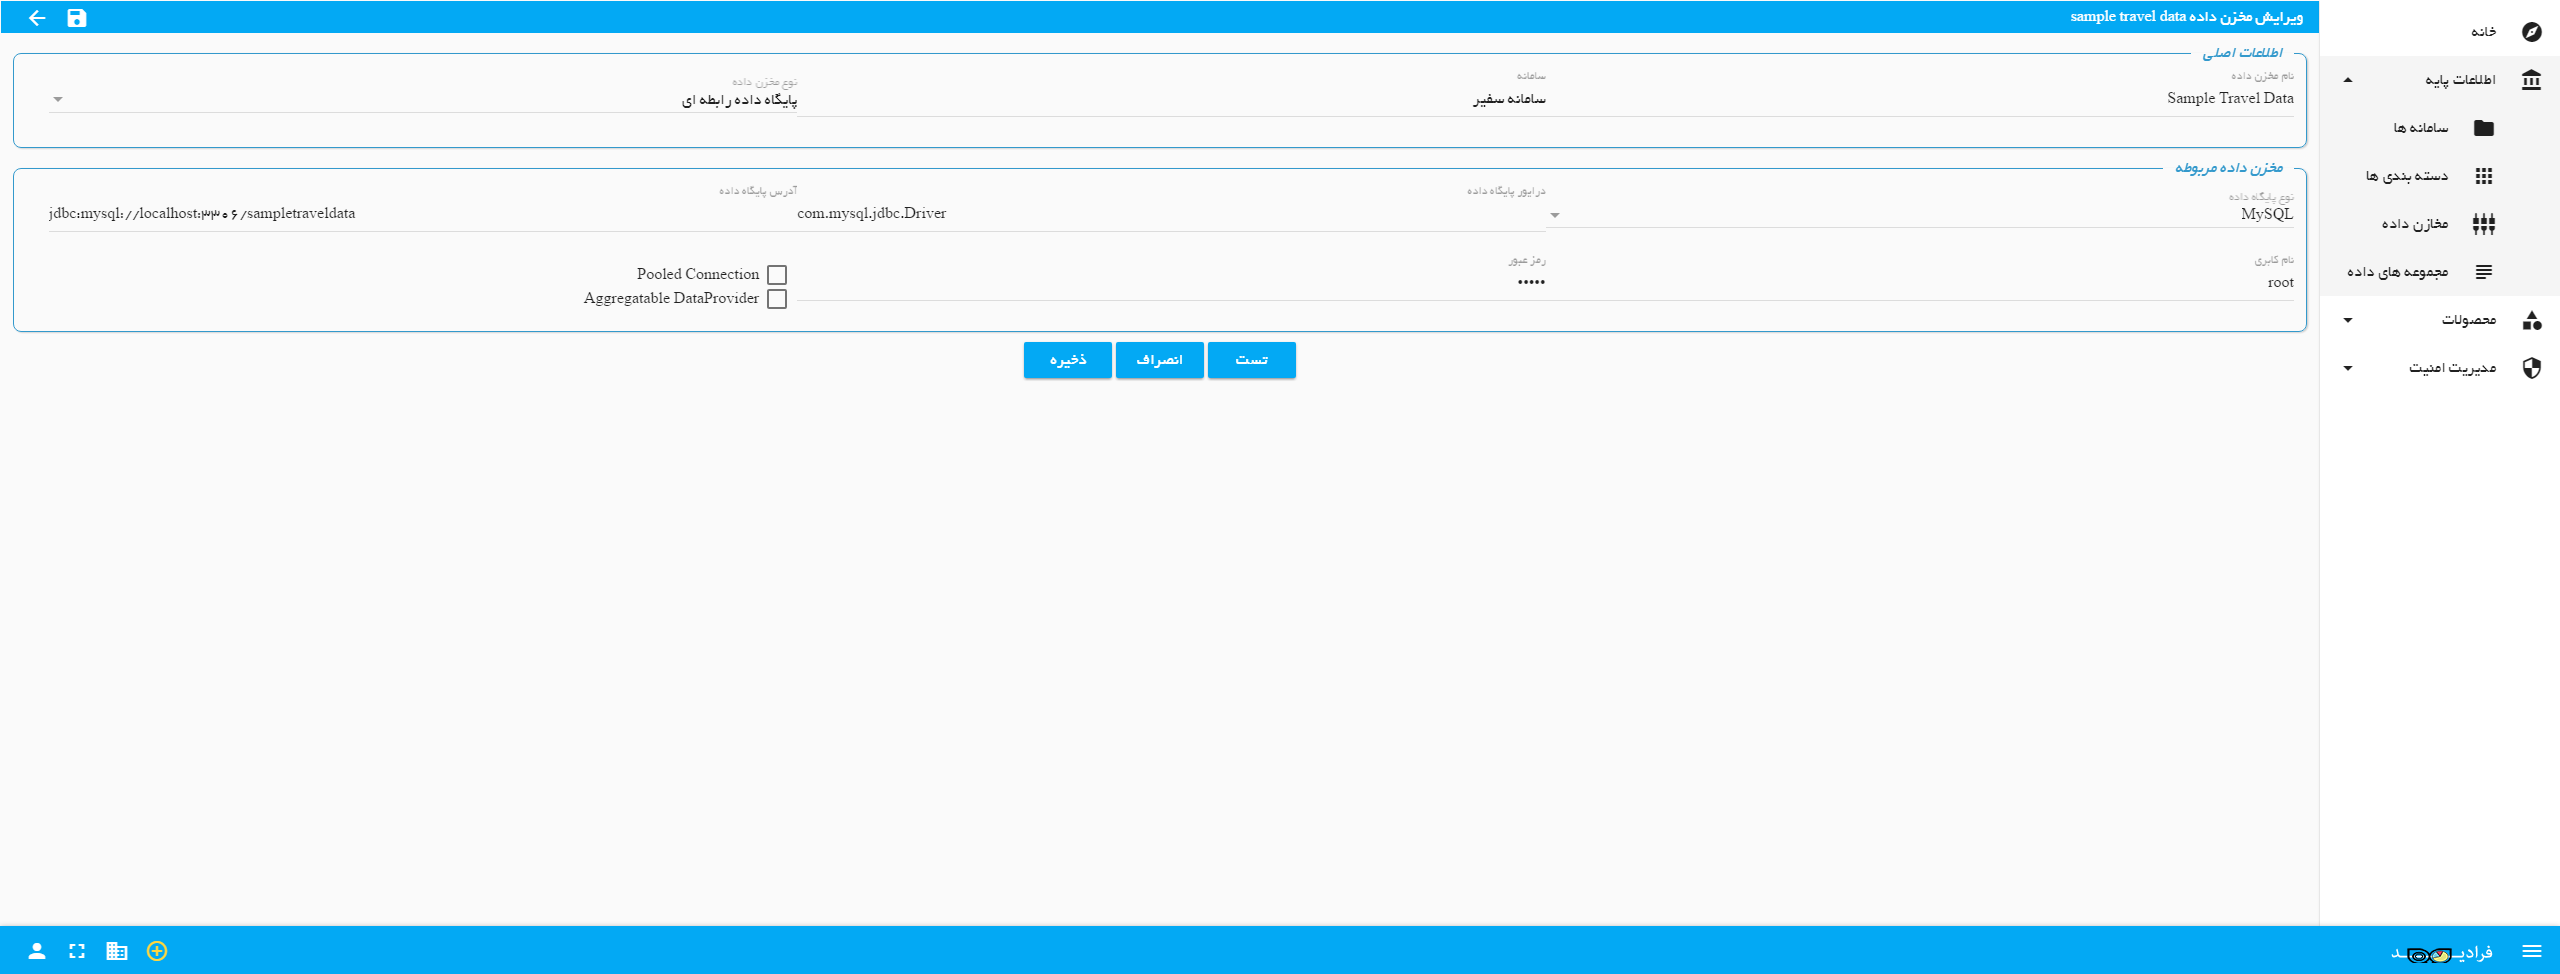 ویرایش مخزن داده sample travel data
خانه
اطلاعات پایه
سامانه ها
دسته بندی ها
مخازن داده
مجموعه های داده
محصولات
مدیریت امنیت
اطلاعات اصلی
نام مخزن داده
Sample Travel Data
سامانه
سامانه سفیر
نوع مخزن داده
پایگاه داده رابطه ای
مخزن داده مربوطه
نوع پایگاه داده
MySQL
درایور پایگاه داده
com.mysql.jdbc.Driver
آدرس پایگاه داده
jdbc:mysql://localhost:۳۳۰۶/sampletraveldata
نام کابری
root
رمز عبور
•••••
Pooled Connection
Aggregatable DataProvider
تست
انصراف
ذخیره